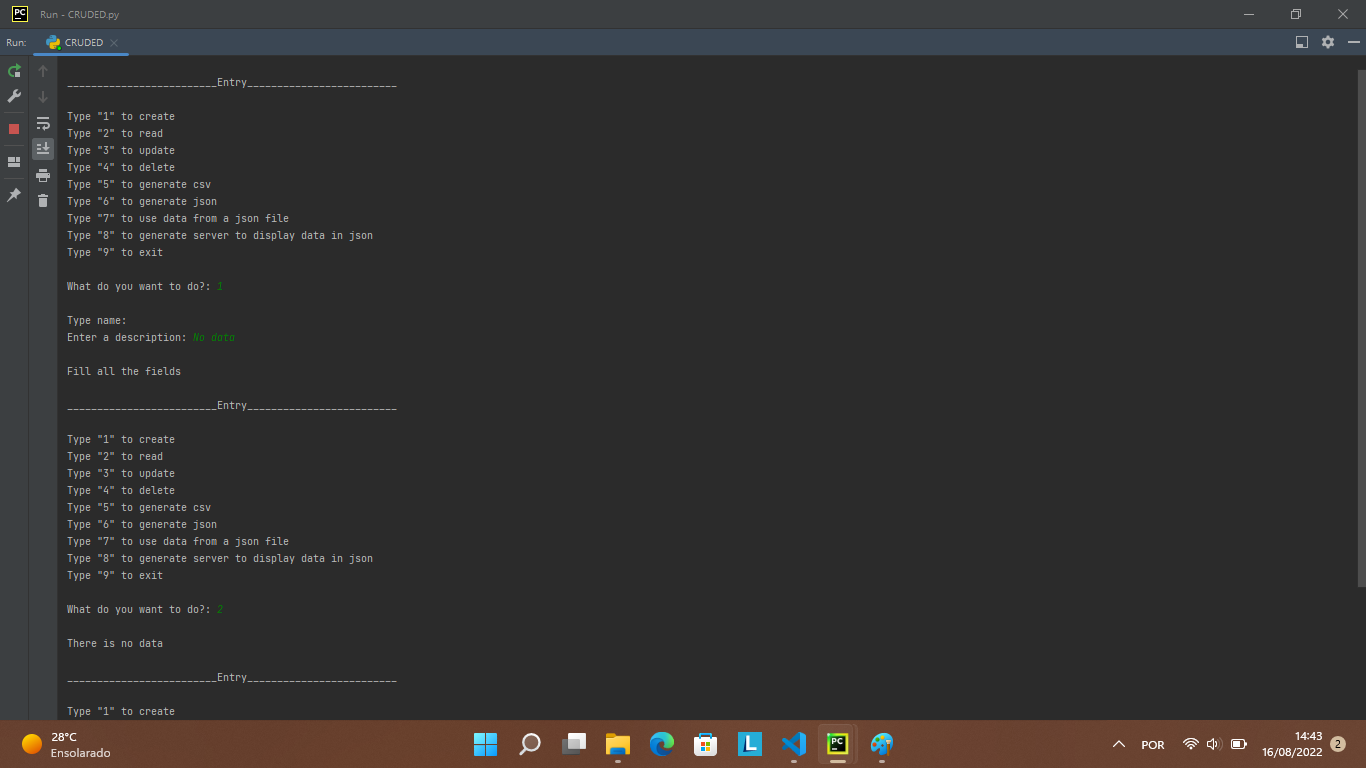 PC Run - CRUDED.py
Run: CRUDED
_________________________Entry_________________________
Type "1" to create
Type "2" to read
Type "3" to update
Type "4" to delete
Type "5" to generate csv
Type "6" to generate json
Type "7" to use data from a json file
Type "8" to generate server to display data in json
Type "9" to exit
What do you want to do?: 1
Type name:
Enter a description: No data
Fill all the fields
_________________________Entry_________________________
Type "1" to create
Type "2" to read
Type "3" to update
Type "4" to delete
Type "5" to generate csv
Type "6" to generate json
Type "7" to use data from a json file
Type "8" to generate server to display data in json
Type "9" to exit
What do you want to do?: 2
There is no data
_________________________Entry_________________________
Type "1" to create
28°C
Ensolarado
L
PC
POR
14:43
16/08/2022
2